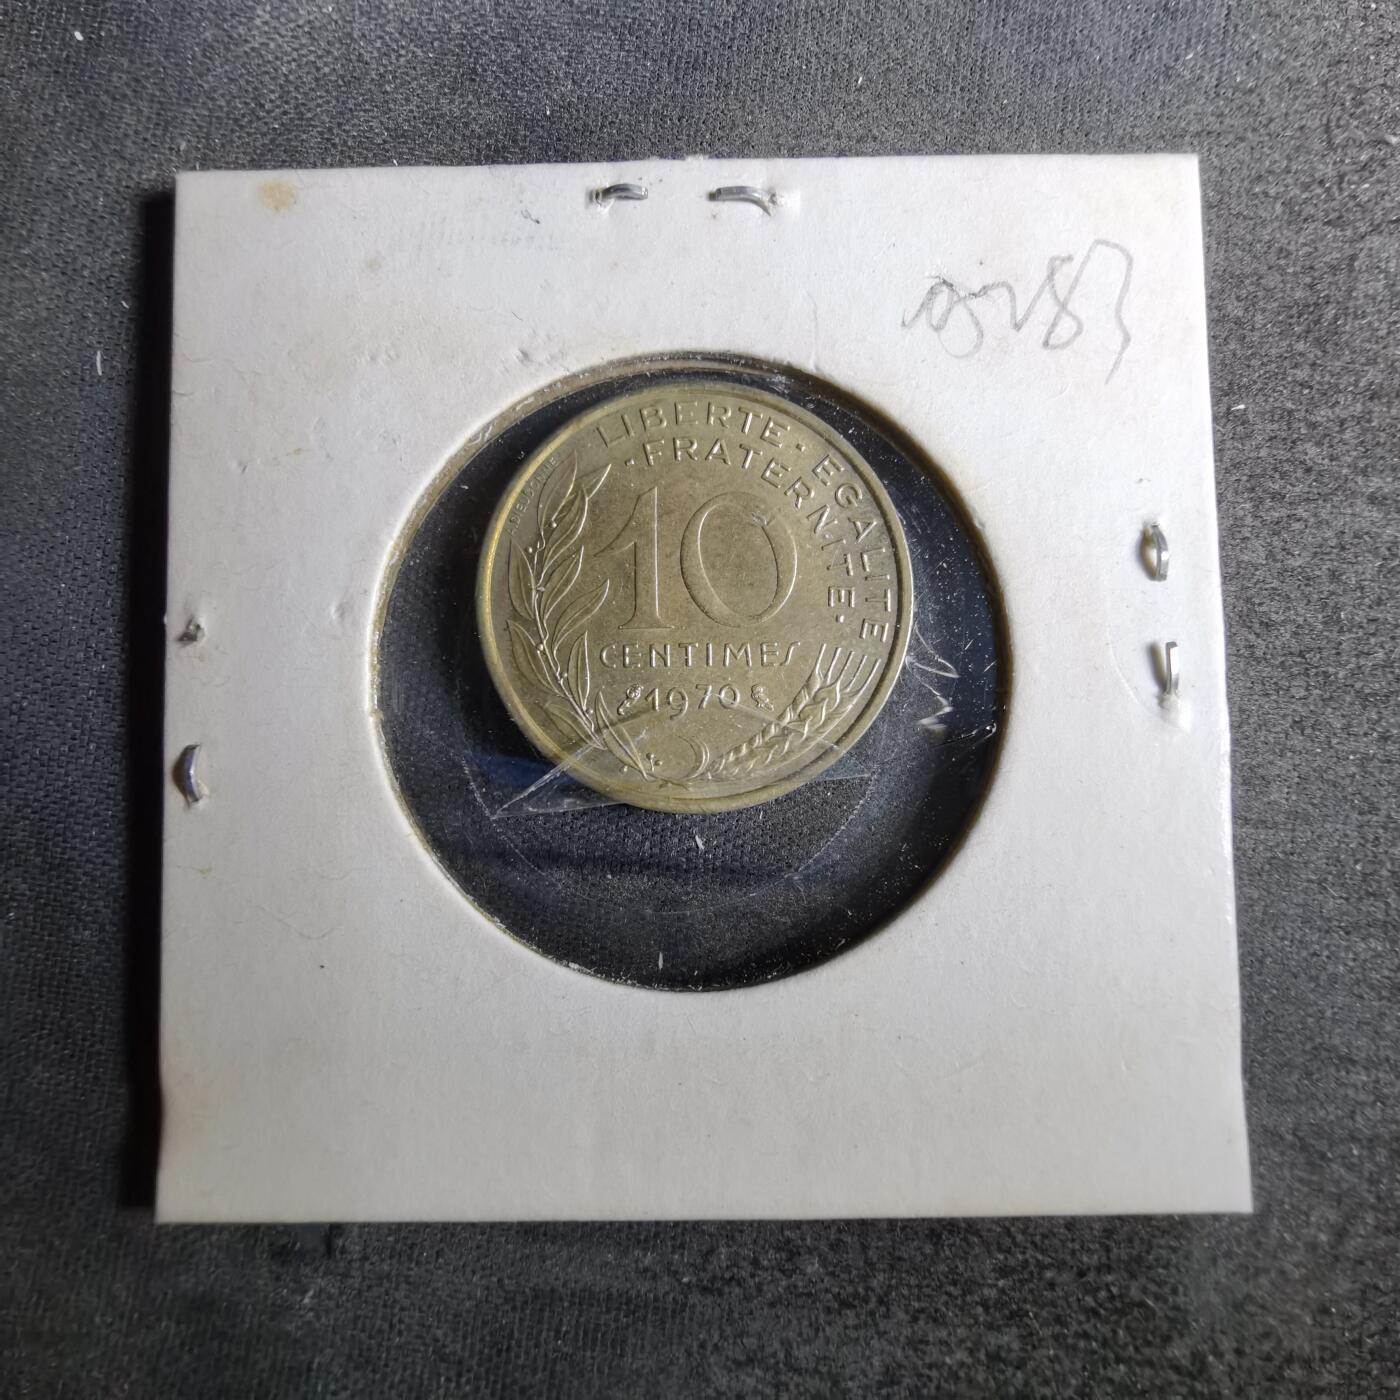 LIBERTE · EGALITE
· FRATERNITE ·
10
CENTIMES
1970